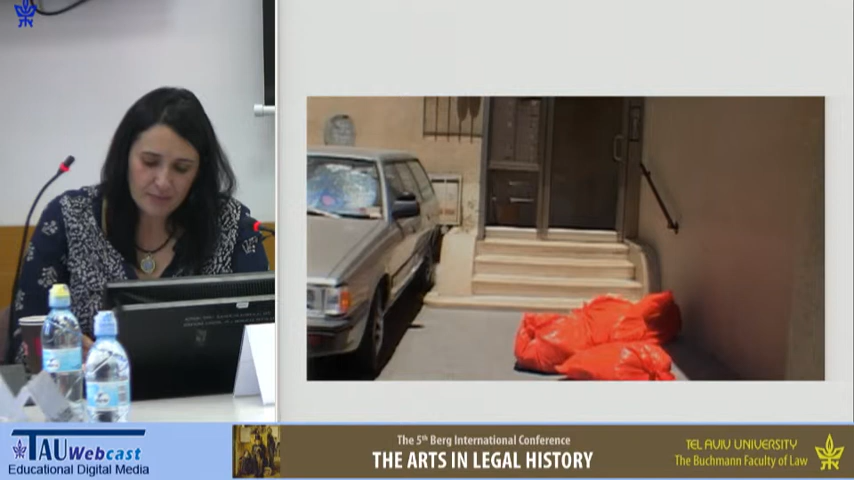 TAU Webcast
Educational Digital Media
The 5th Berg International Conference
THE ARTS IN LEGAL HISTORY
TEL AVIV UNIVERSITY
The Buchmann Faculty of Law